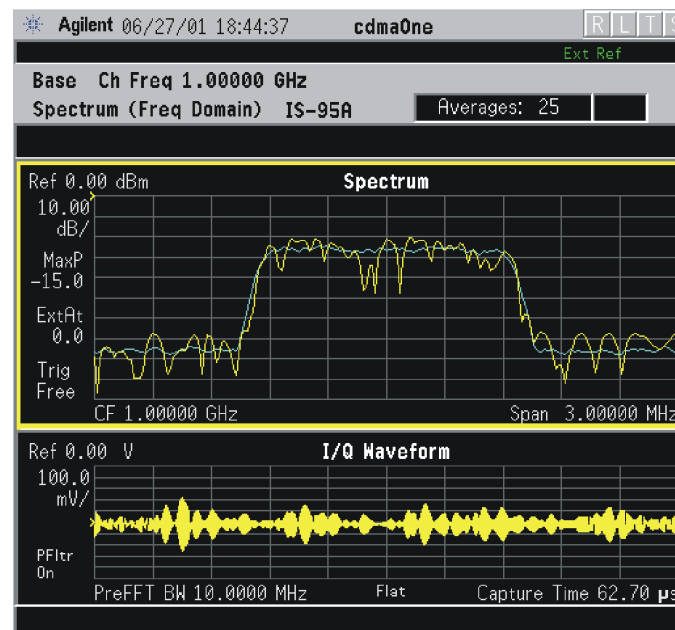 Agilent 06/27/01 18:44:37 cdmaOne R L T S
Ext Ref
Base Ch Freq 1.00000 GHz
Spectrum (Freq Domain) IS-95A Averages: 25
Ref 0.00 dBm Spectrum
10.00
dB/
MaxP
-15.0
ExtAt
0.0
Trig
Free
CF 1.00000 GHz Span 3.00000 MHz
Ref 0.00 V I/Q Waveform
100.0
mV/
PFltr
On
PreFFT BW 10.0000 MHz Flat Capture Time 62.70 µs